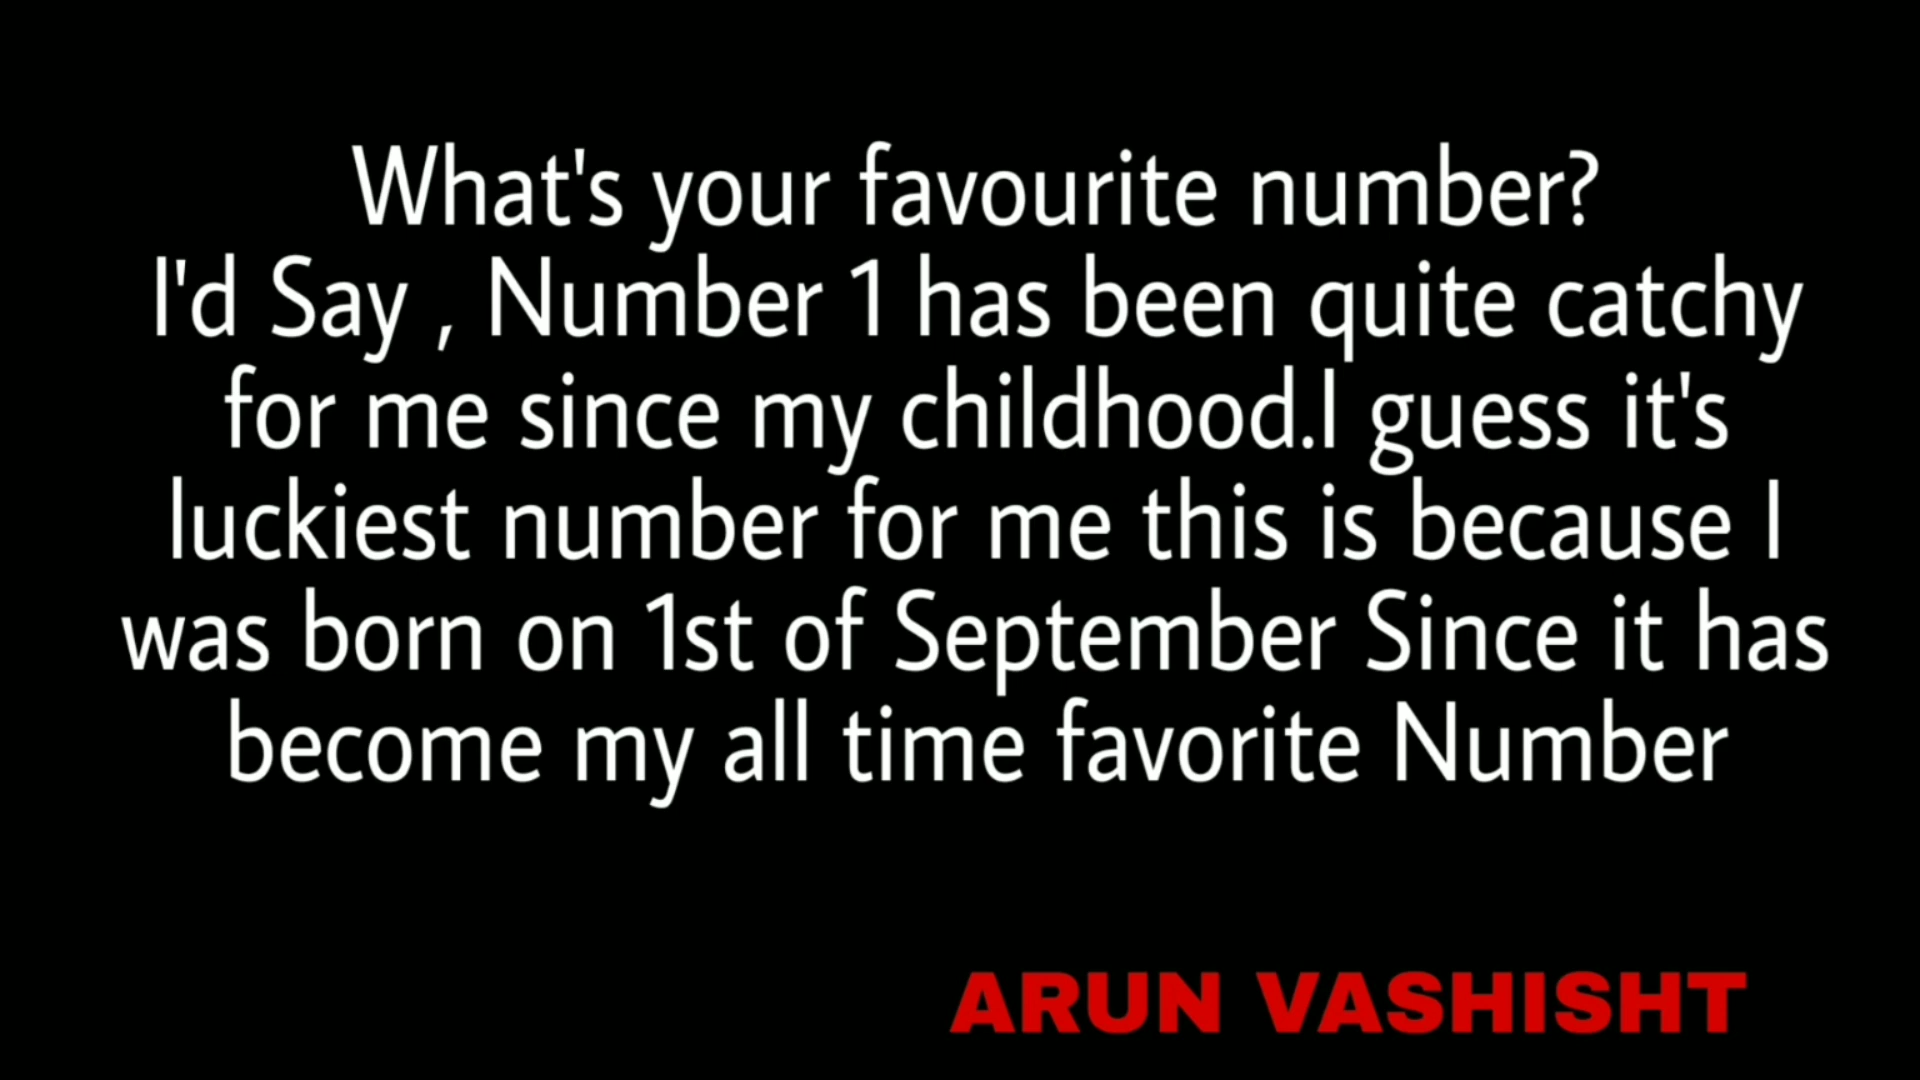 What's your favourite number?
I'd Say , Number 1 has been quite catchy
for me since my childhood.I guess it's
luckiest number for me this is because I
was born on 1st of September Since it has
become my all time favorite Number
ARUN VASHISHT